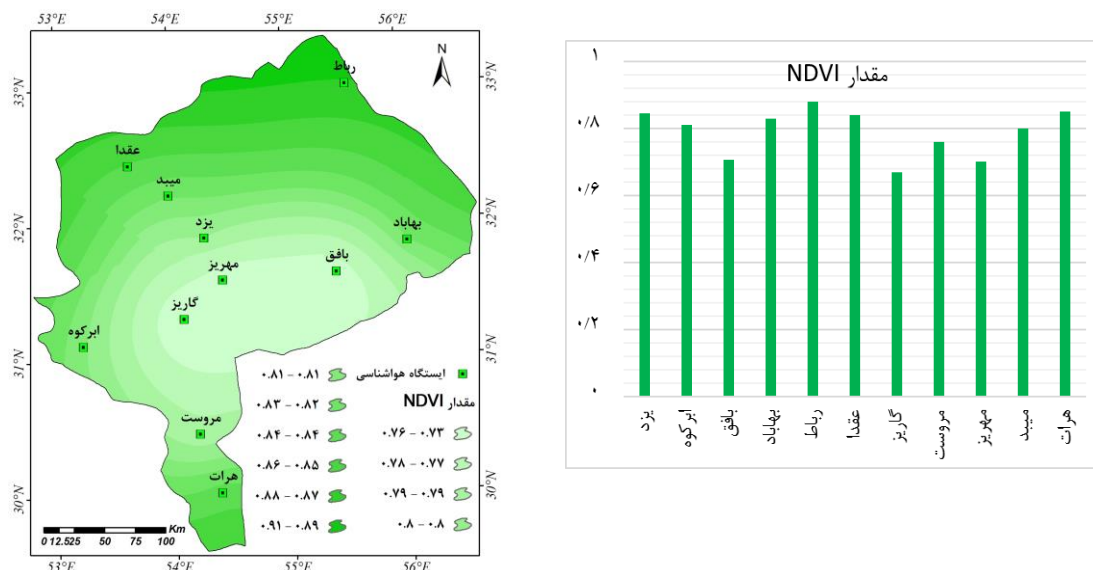 53°E 54°E 55°E 56°E
33°N
32°N
31°N
30°N
33°N
32°N
31°N
30°N
N
رباط
عقدا
میبد
یزد
بهاباد
بافق
مهریز
گاریز
ابرکوه
مروست
هرات
ایستگاه هواشناسی
مقدار NDVI
۰.۷۶ – ۰.۷۳
۰.۷۸ – ۰.۷۷
۰.۷۹ – ۰.۷۹
۰.۸ – ۰.۸
۰.۸۱ – ۰.۸۱
۰.۸۳ – ۰.۸۲
۰.۸۴ – ۰.۸۴
۰.۸۶ – ۰.۸۵
۰.۸۸ – ۰.۸۷
۰.۹۱ – ۰.۸۹
Km
0 12.525 50 75 100
53°E 54°E 55°E 56°E
مقدار NDVI
۱
۰/۸
۰/۶
۰/۴
۰/۲
۰
یزد
ابرکوه
بافق
بهاباد
رباط
عقدا
گاریز
مروست
مهریز
میبد
هرات